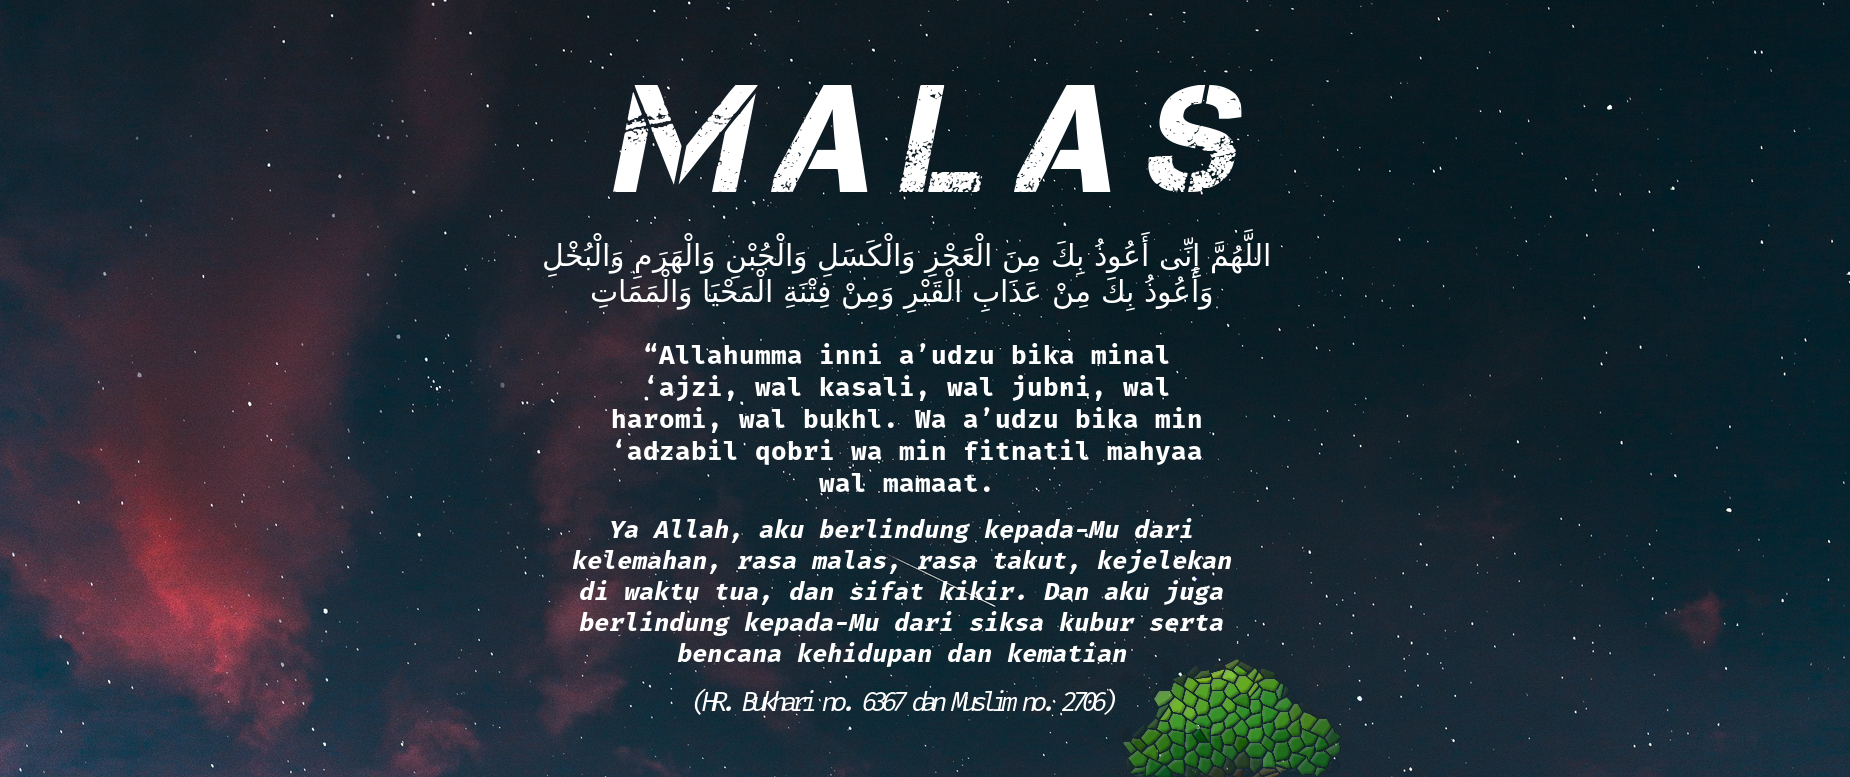 MALAS
اللَّهُمَّ إِنِّى أَعُوذُ بِكَ مِنَ الْعَجْزِ وَالْكَسَلِ وَالْجُبْنِ وَالْهَرَمِ وَالْبُخْلِ
وَأَعُوذُ بِكَ مِنْ عَذَابِ الْقَبْرِ وَمِنْ فِتْنَةِ الْمَحْيَا وَالْمَمَاتِ
“Allahumma inni a’udzu bika minal
‘ajzi, wal kasali, wal jubni, wal
haromi, wal bukhl. Wa a’udzu bika min
‘adzabil qobri wa min fitnatil mahyaa
wal mamaat.
Ya Allah, aku berlindung kepada-Mu dari
kelemahan, rasa malas, rasa takut, kejelekan
di waktu tua, dan sifat kikir. Dan aku juga
berlindung kepada-Mu dari siksa kubur serta
bencana kehidupan dan kematian
(HR. Bukhari no. 6367 dan Muslim no. 2706)